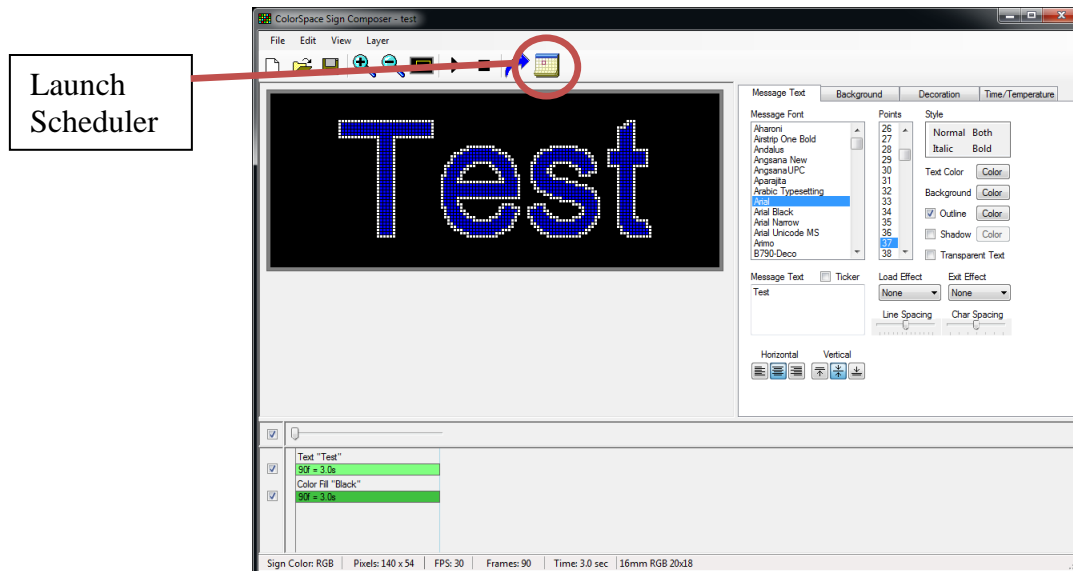 Launch
Scheduler
ColorSpace Sign Composer - test
File Edit View Layer
Test
Message Text Background Decoration Time/Temperature
Message Font Points Style
Aharoni
Airstrip One Bold
Andalus
Angsana New
AngsanaUPC
Aparajita
Arabic Typesetting
Arial
Arial Black
Arial Narrow
Arial Unicode MS
Arimo
B790-Deco
26
27
28
29
30
31
32
33
34
35
36
37
38
Normal Both
Italic Bold
Text Color Color
Background Color
Outline Color
Shadow Color
Transparent Text
Message Text Ticker Load Effect Exit Effect
Test None None
Line Spacing Char Spacing
Horizontal Vertical
Text "Test"
90f = 3.0s
Color Fill "Black"
90f = 3.0s
Sign Color: RGB Pixels: 140 x 54 FPS: 30 Frames: 90 Time: 3.0 sec 16mm RGB 20x18